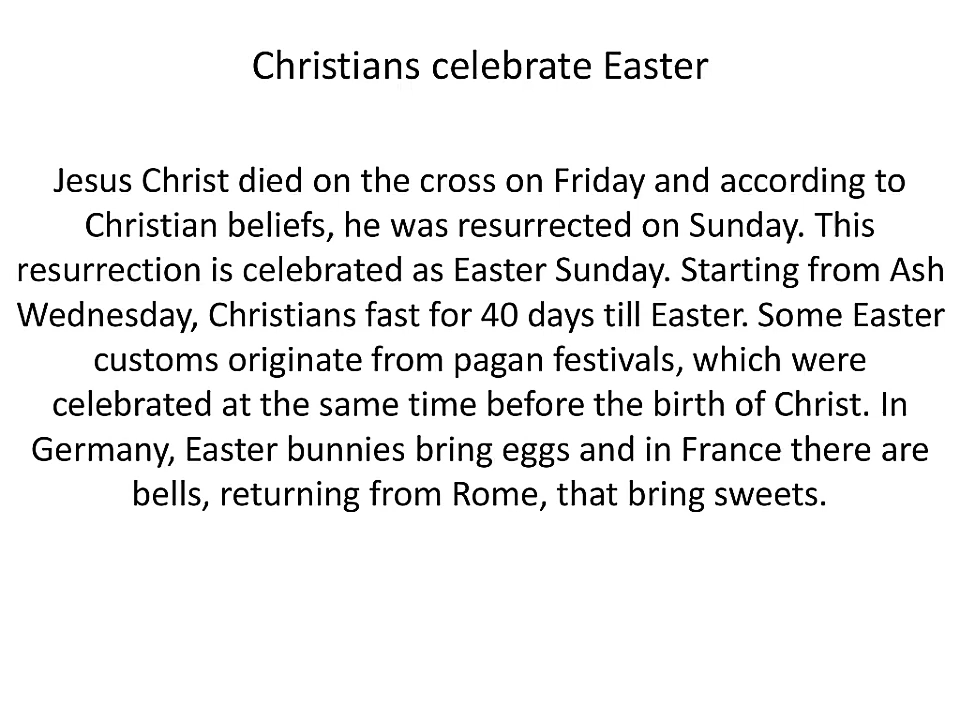 Christians celebrate Easter
Jesus Christ died on the cross on Friday and according to
Christian beliefs, he was resurrected on Sunday. This
resurrection is celebrated as Easter Sunday. Starting from Ash
Wednesday, Christians fast for 40 days till Easter. Some Easter
customs originate from pagan festivals, which were
celebrated at the same time before the birth of Christ. In
Germany, Easter bunnies bring eggs and in France there are
bells, returning from Rome, that bring sweets.